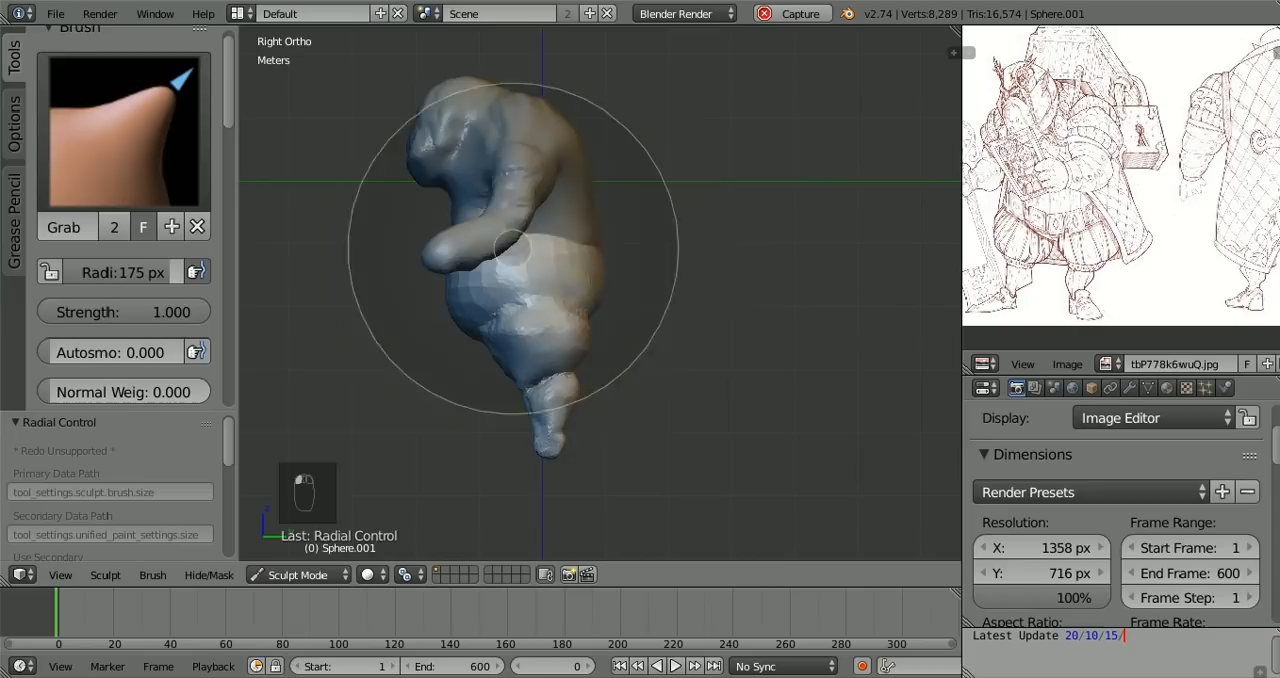 File Render Window Help Default Scene 2 Blender Render Capture v2.74 | Verts:8,289 | Tris:16,574 | Sphere.001
Brush
Tools
Options
Grease Pencil
Grab 2 F
Radi: 175 px
Strength: 1.000
Autosmo: 0.000
Normal Weig: 0.000
Radial Control
* Redo Unsupported *
Primary Data Path
tool_settings.sculpt.brush.size
Secondary Data Path
tool_settings.unified_paint_settings.size
Use Secondary
Right Ortho
Meters
z
Last: Radial Control
(0) Sphere.001
View Sculpt Brush Hide/Mask Sculpt Mode
0 20 40 60 80 100 120 140 160 180 200 220 240 260 280 300
View Marker Frame Playback Start: 1 End: 600 0 No Sync
View Image tbP778k6wuQ.jpg F
Display: Image Editor
Dimensions
Render Presets
Resolution: Frame Range:
X: 1358 px Start Frame: 1
Y: 716 px End Frame: 600
100% Frame Step: 1
Aspect Ratio: Frame Rate:
Latest Update 20/10/15/